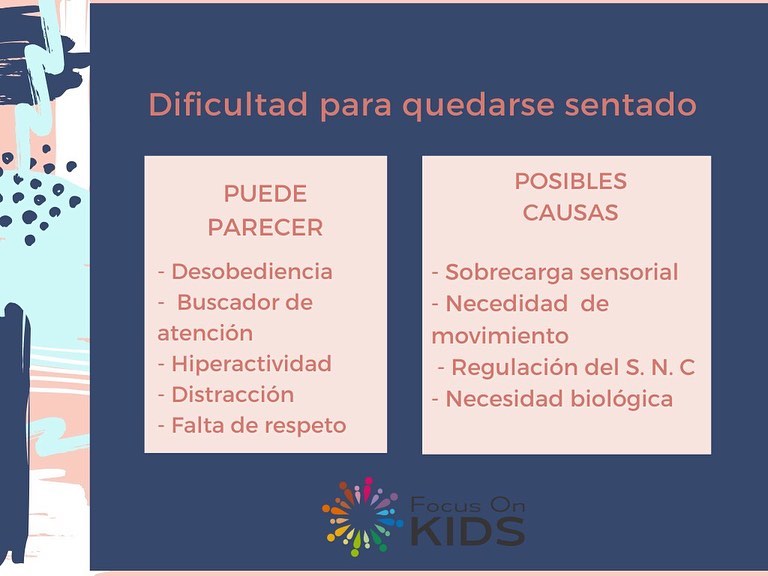 Dificultad para quedarse sentado
PUEDE
PARECER
- Desobediencia
- Buscador de
atención
- Hiperactividad
- Distracción
- Falta de respeto
POSIBLES
CAUSAS
- Sobrecarga sensorial
- Necedidad de
movimiento
- Regulación del S. N. C
- Necesidad biológica
Focus On
KIDS